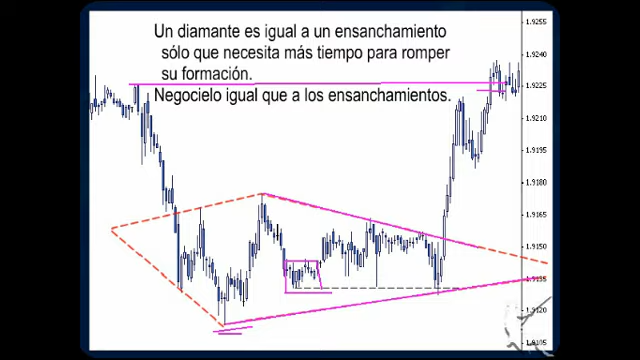 Un diamante es igual a un ensanchamiento
sólo que necesita más tiempo para romper
su formación.
Negocielo igual que a los ensanchamientos.
1.9255
1.9240
1.9225
1.9210
1.9195
1.9180
1.9165
1.9150
1.9135
1.9120
1.9105